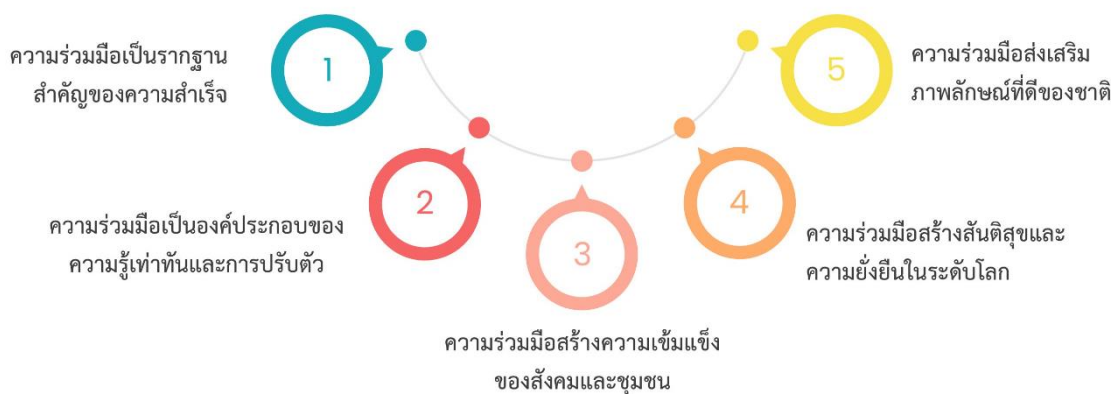 1
ความร่วมมือเป็นรากฐาน
สำคัญของความสำเร็จ
2
ความร่วมมือเป็นองค์ประกอบของ
ความรู้เท่าทันและการปรับตัว
3
ความร่วมมือสร้างความเข้มแข็ง
ของสังคมและชุมชน
4
ความร่วมมือสร้างสันติสุขและ
ความยั่งยืนในระดับโลก
5
ความร่วมมือส่งเสริม
ภาพลักษณ์ที่ดีของชาติ